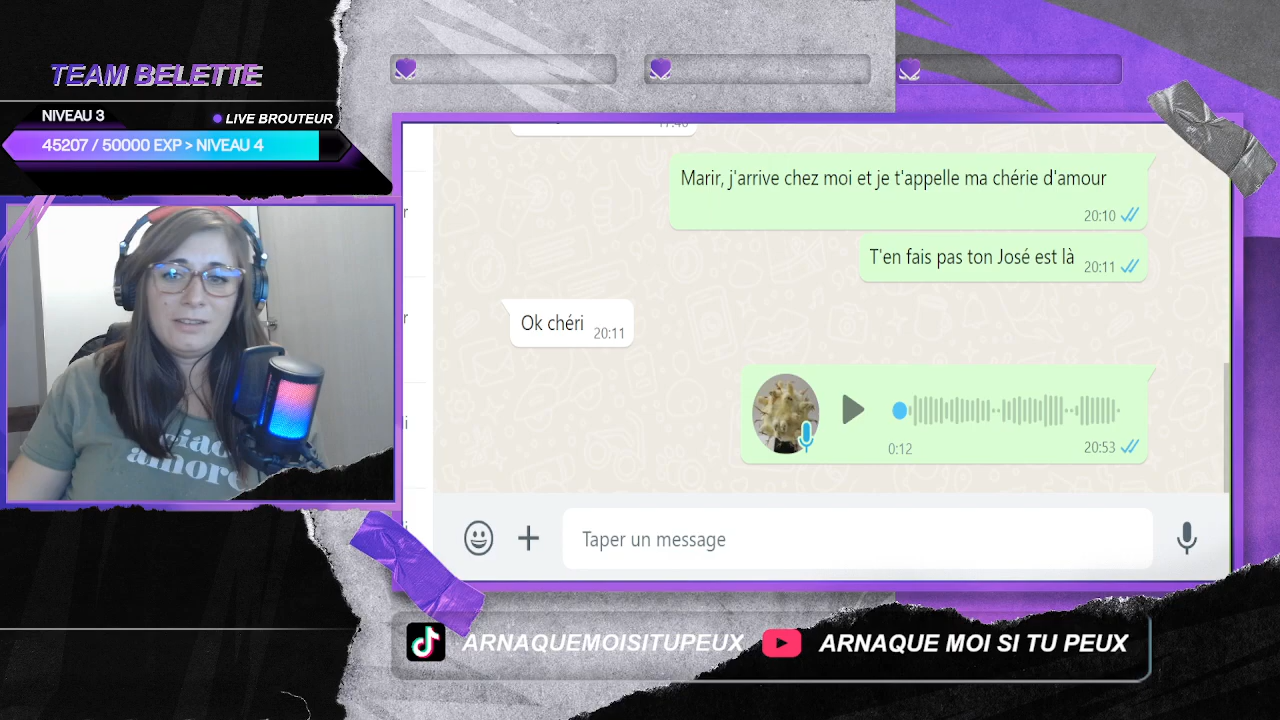 TEAM BELETTE
NIVEAU 3
LIVE BROUTEUR
45207 / 50000 EXP > NIVEAU 4
ciao
amore
Marir, j'arrive chez moi et je t'appelle ma chérie d'amour
20:10
T'en fais pas ton José est là
20:11
Ok chéri
20:11
0:12
20:53
Taper un message
ARNAQUEMOISITUPEUX
ARNAQUE MOI SI TU PEUX